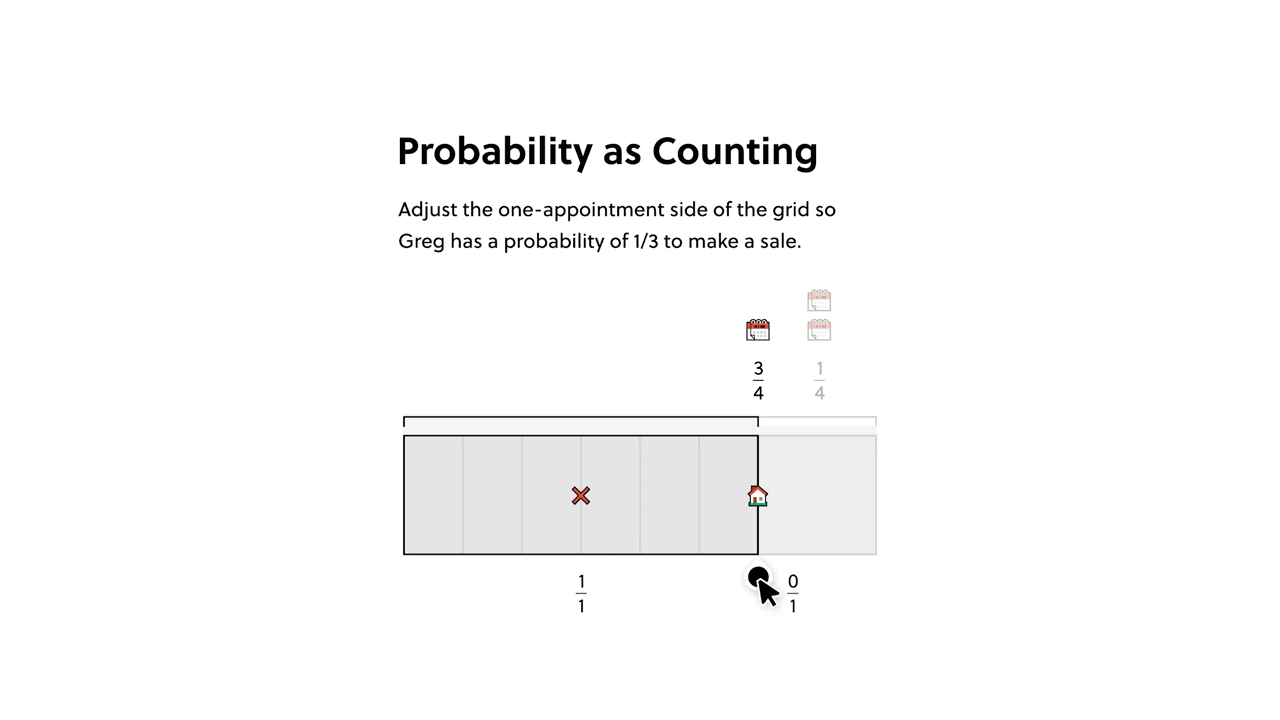 Probability as Counting
Adjust the one-appointment side of the grid so
Greg has a probability of 1/3 to make a sale.
3/4
1/4
1/1
0/1